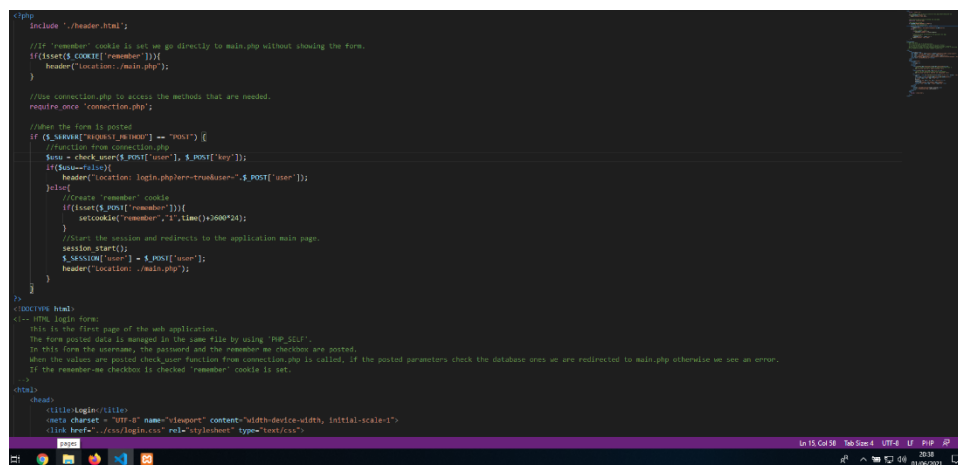 <?php
include './header.html';
//If 'remember' cookie is set we go directly to main.php without showing the form.
if(isset($_COOKIE['remember'])){
header("Location:./main.php");
}
//Use connection.php to access the methods that are needed.
require_once 'connection.php';
//When the form is posted
if ($_SERVER["REQUEST_METHOD"] == "POST") {
//function from connection.php
$usu = check_user($_POST['user'], $_POST['key']);
if($usu==false){
header("Location: login.php?err=true&user=".$_POST['user']);
}else{
//Create 'remember' cookie
if(isset($_POST['remember'])){
setcookie("remember","1",time()+3600*24);
}
//Start the session and redirects to the application main page.
session_start();
$_SESSION['user'] = $_POST['user'];
header("Location: ./main.php");
}
}
?>
<!DOCTYPE html>
<!-- HTML login form:
This is the first page of the web application.
The form posted data is managed in the same file by using 'PHP_SELF'.
In this form the username, the password and the remember me checkbox are posted.
When the values are posted check_user function from connection.php is called, if the posted parameters check the database ones we are redirected to main.php otherwise we see an error.
If the remember-me checkbox is checked 'remember' cookie is set.
-->
<html>
<head>
<title>Login</title>
<meta charset = "UTF-8" name="viewport" content="width=device-width, initial-scale=1">
<link href="../css/login.css" rel="stylesheet" type="text/css">
pages
Ln 15, Col 58 Tab Size: 4 UTF-8 LF PHP
20:38
01/06/2021